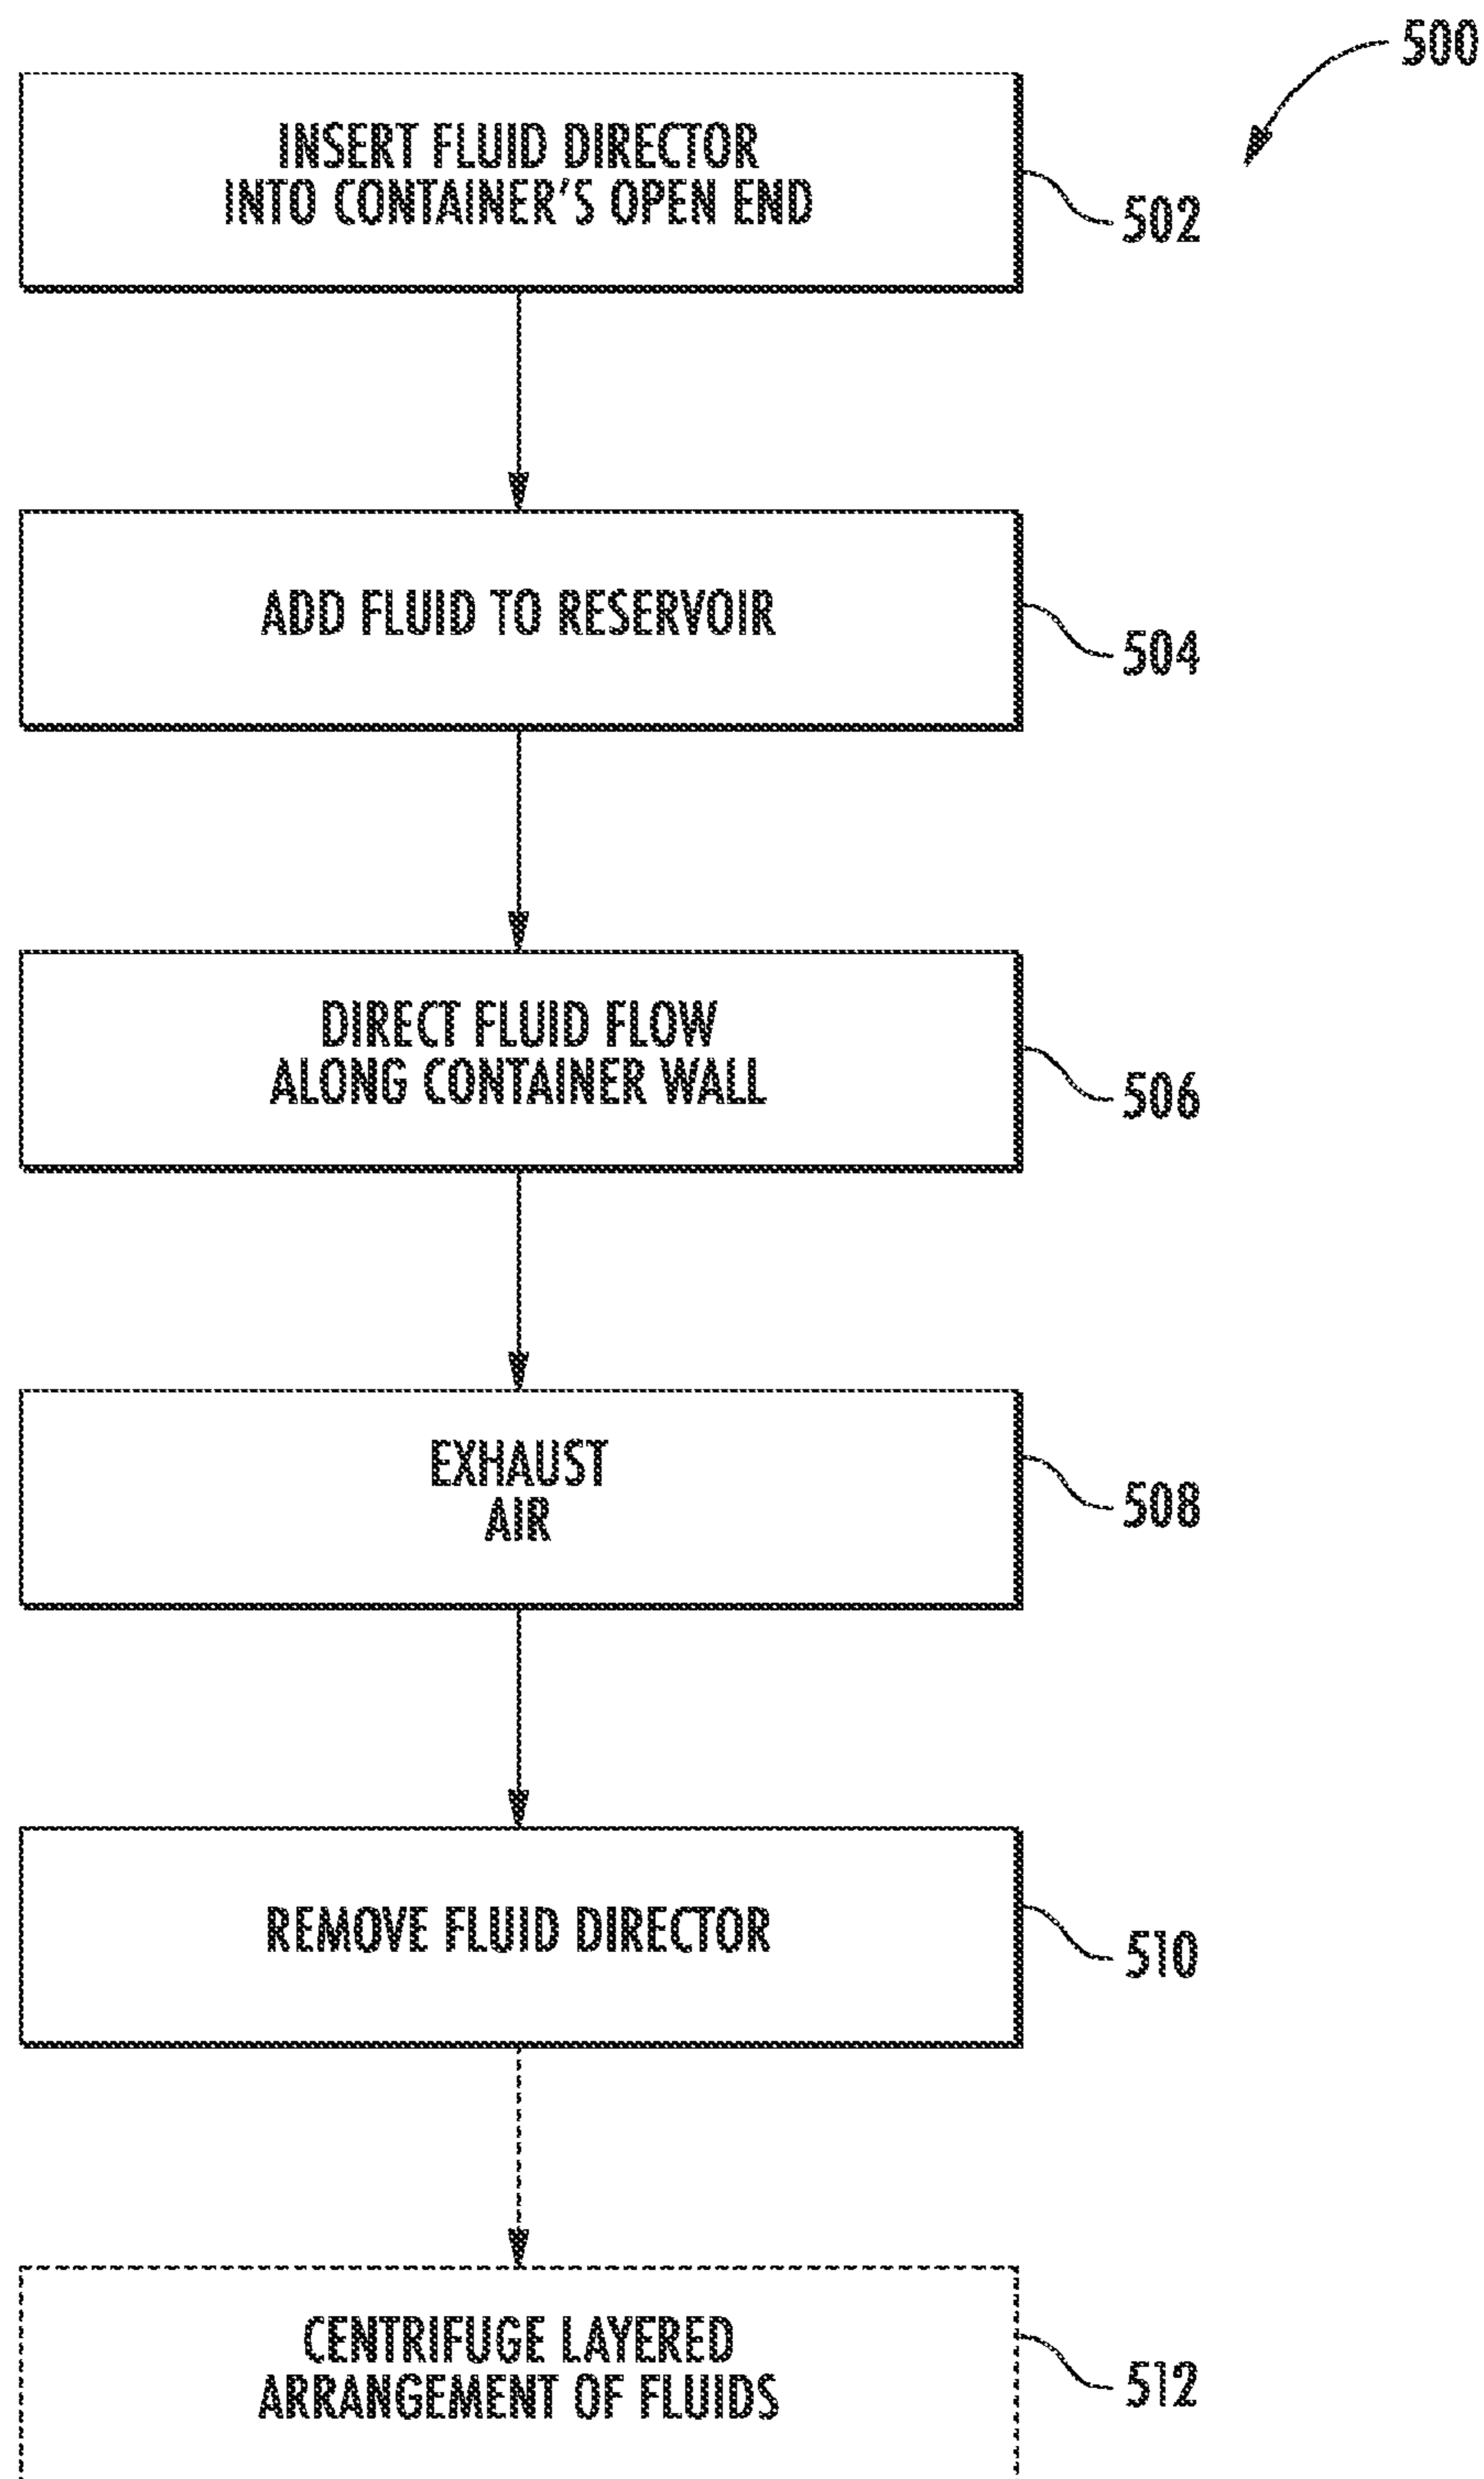 500
INSERT FLUID DIRECTOR
INTO CONTAINER'S OPEN END
502
ADD FLUID TO RESERVOIR
504
DIRECT FLUID FLOW
ALONG CONTAINER WALL
506
EXHAUST
AIR
508
REMOVE FLUID DIRECTOR
510
CENTRIFUGE LAYERED
ARRANGEMENT OF FLUIDS
512